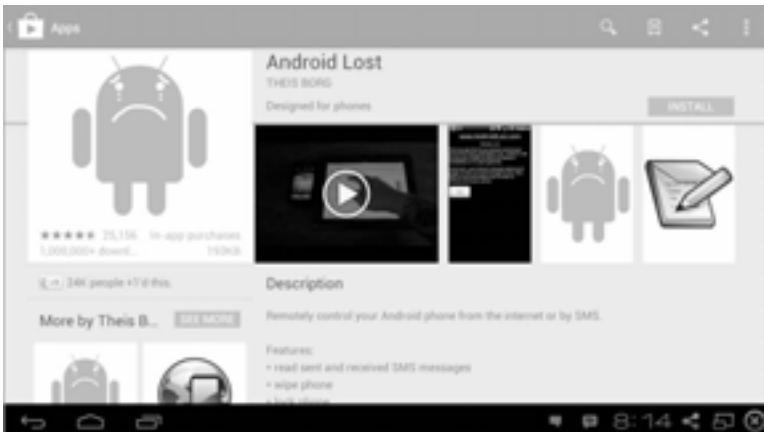 Apps
Android Lost
THEIS BORG
Designed for phones
INSTALL
25,156 In-app purchases
1,000,000+ downl... 193KB
24K people +1'd this.
Description
More by Theis B... SEE MORE
Remotely control your Android phone from the internet or by SMS.
Features:
• read sent and received SMS messages
• wipe phone
• lock phone
8:14